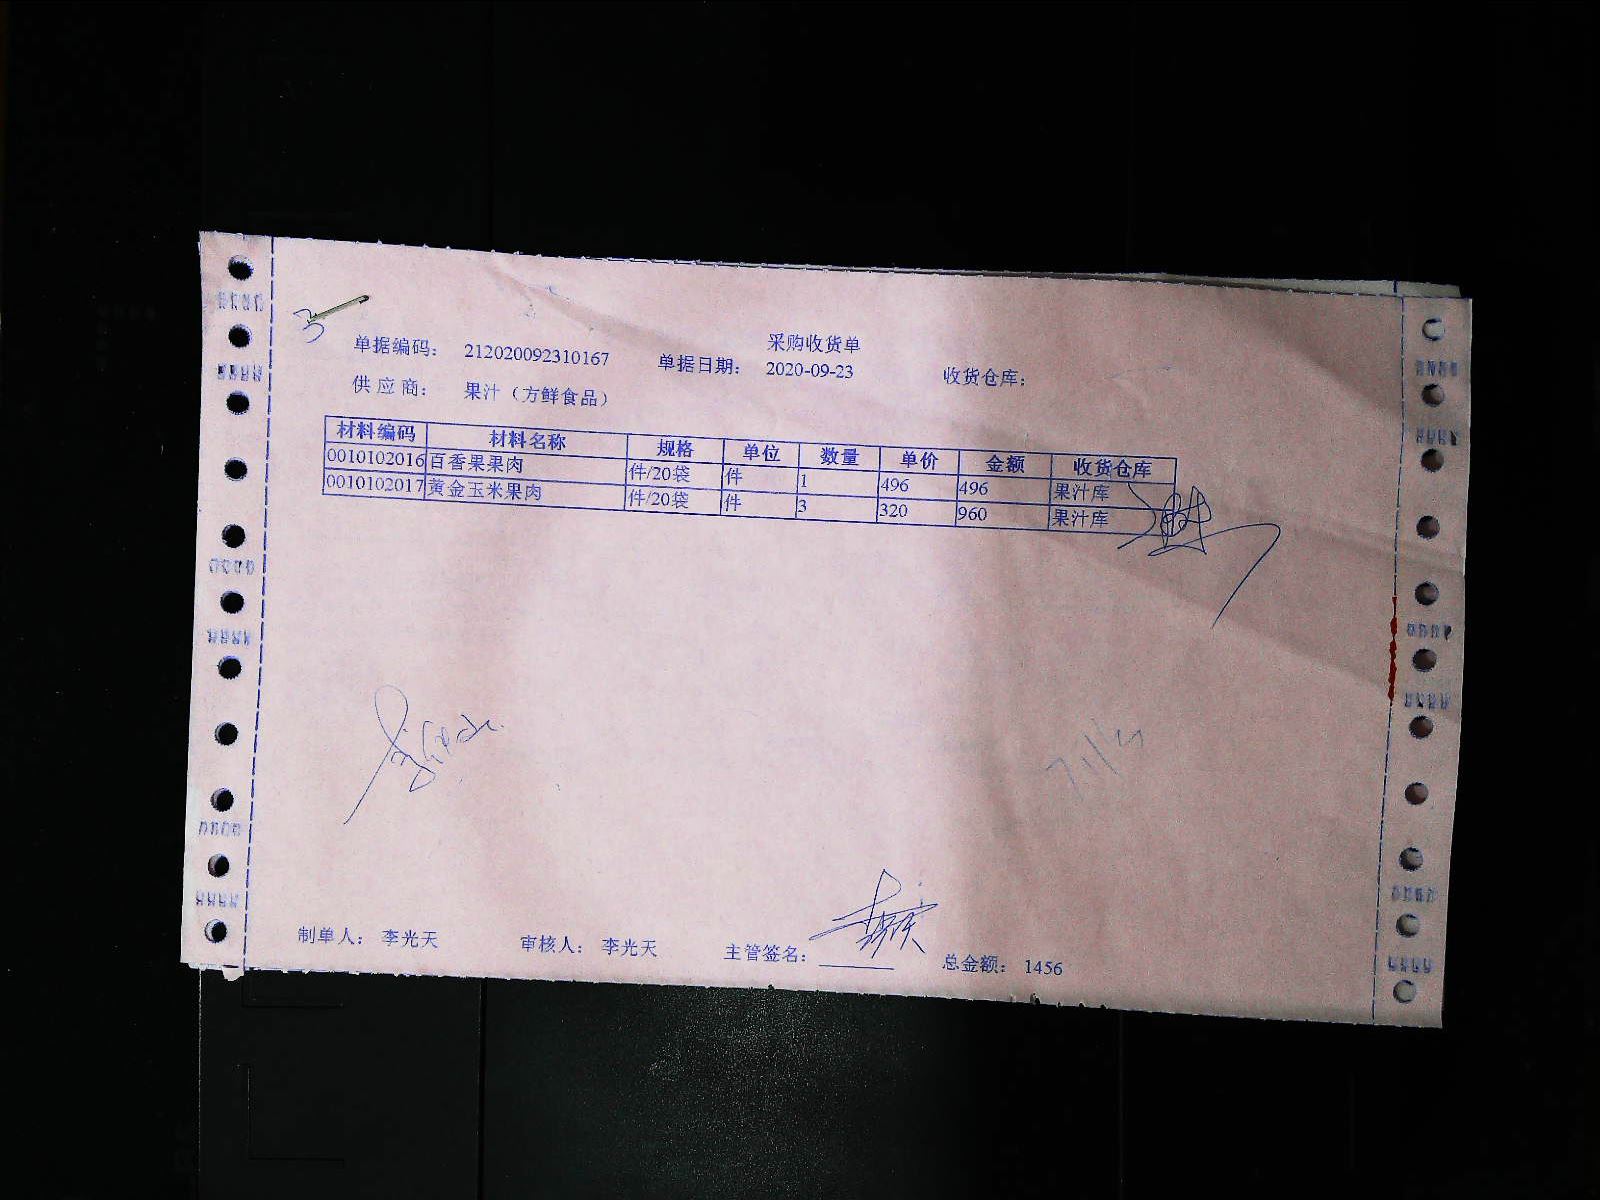 3
采购收货单
单据编码: 212020092310167 单据日期: 2020-09-23 收货仓库:
供应商: 果汁（方鲜食品）
材料编码 材料名称 规格 单位 数量 单价 金额 收货仓库
0010102016 百香果果肉 件/20袋 件 1 496 496 果汁库
0010102017 黄金玉米果肉 件/20袋 件 3 320 960 果汁库
制单人: 李光天 审核人: 李光天 主管签名: 总金额: 1456